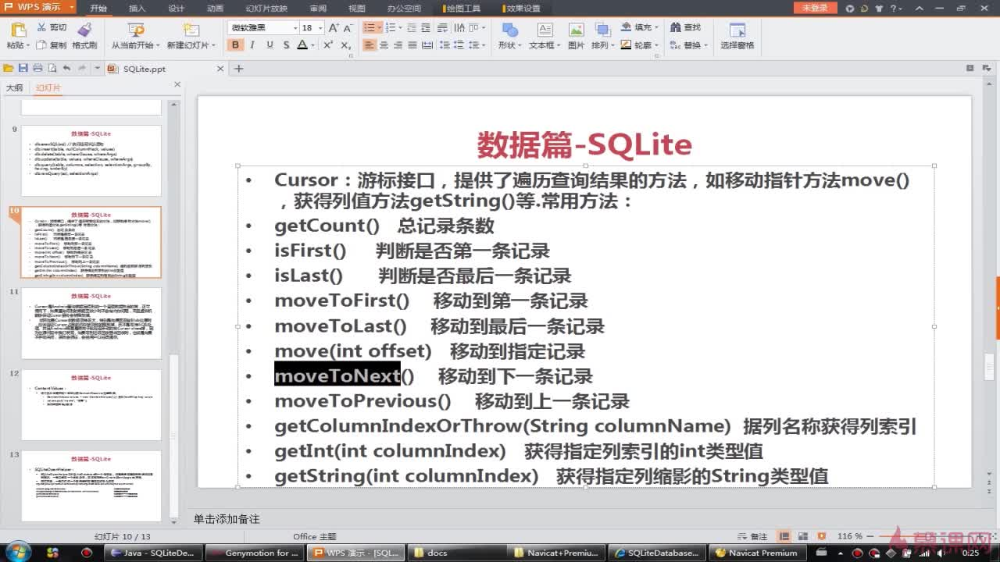 WPS 演示
开始 插入 设计 动画 幻灯片放映 审阅 视图 办公空间 绘图工具 效果设置
未登录
粘贴 剪切 复制 格式刷 从当前开始 新建幻灯片
微软雅黑 18
形状 文本框 图片 排列 填充 轮廓 查找 替换 选择窗格
SQLite.ppt
大纲 幻灯片
9
数据篇-SQLite
10
数据篇-SQLite
11
数据篇-SQLite
12
数据篇-SQLite
13
数据篇-SQLite
数据篇-SQLite
• Cursor：游标接口，提供了遍历查询结果的方法，如移动指针方法move()
，获得列值方法getString()等.常用方法：
• getCount() 总记录条数
• isFirst() 判断是否第一条记录
• isLast() 判断是否最后一条记录
• moveToFirst() 移动到第一条记录
• moveToLast() 移动到最后一条记录
• move(int offset) 移动到指定记录
• moveToNext() 移动到下一条记录
• moveToPrevious() 移动到上一条记录
• getColumnIndexOrThrow(String columnName) 据列名称获得列索引
• getInt(int columnIndex) 获得指定列索引的int类型值
• getString(int columnIndex) 获得指定列缩影的String类型值
单击添加备注
幻灯片 10 / 13 Office 主题 备注 116 %
慕课网
Java - SQLiteDe... Genymotion for ... WPS 演示 - [SQL... docs Navicat+Premiu... SQLiteDatabase... Navicat Premium 0:25